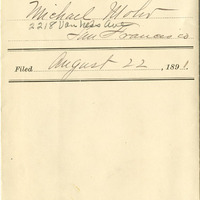 Michael Mohr
2218 Van Ness Ave
San Francisco
Filed August 22, 1891.